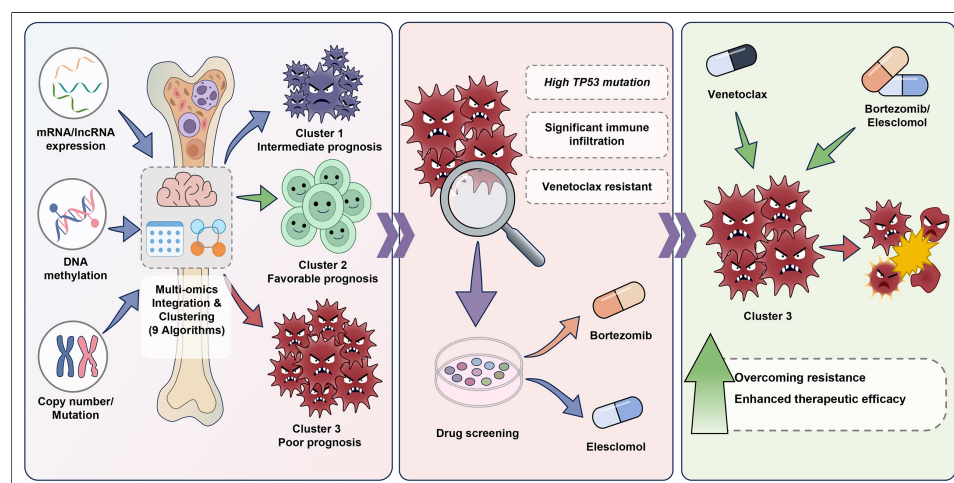 mRNA/lncRNA
expression
DNA
methylation
Copy number/
Mutation
Multi-omics
Integration &
Clustering
(9 Algorithms)
Cluster 1
Intermediate prognosis
Cluster 2
Favorable prognosis
Cluster 3
Poor prognosis
High TP53 mutation
Significant immune
infiltration
Venetoclax resistant
Drug screening
Bortezomib
Elesclomol
Venetoclax
Bortezomib/
Elesclomol
Cluster 3
Overcoming resistance
Enhanced therapeutic efficacy